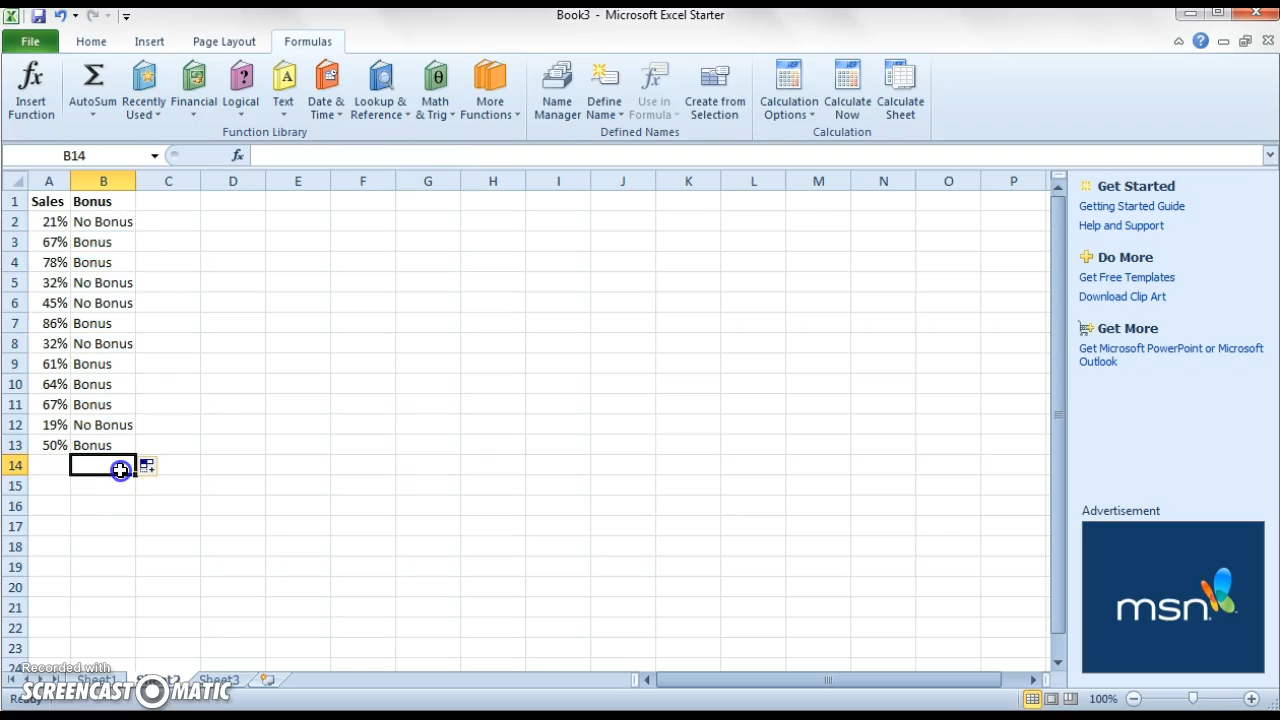 Book3 - Microsoft Excel Starter
File Home Insert Page Layout Formulas
Insert Function
AutoSum
Recently Used
Financial
Logical
Text
Date & Time
Lookup & Reference
Math & Trig
More Functions
Function Library
Name Manager
Define Name
Use in Formula
Create from Selection
Defined Names
Calculation Options
Calculate Now
Calculate Sheet
Calculation
B14 fx
A B C D E F G H I J K L M N O P
1 Sales Bonus
2 21% No Bonus
3 67% Bonus
4 78% Bonus
5 32% No Bonus
6 45% No Bonus
7 86% Bonus
8 32% No Bonus
9 61% Bonus
10 64% Bonus
11 67% Bonus
12 19% No Bonus
13 50% Bonus
14
15
16
17
18
19
20
21
22
23
24
Get Started
Getting Started Guide
Help and Support
Do More
Get Free Templates
Download Clip Art
Get More
Get Microsoft PowerPoint or Microsoft
Outlook
Advertisement
msn
Recorded with
SCREENCAST MATIC
Sheet1 Sheet2 Sheet3
Ready 100%